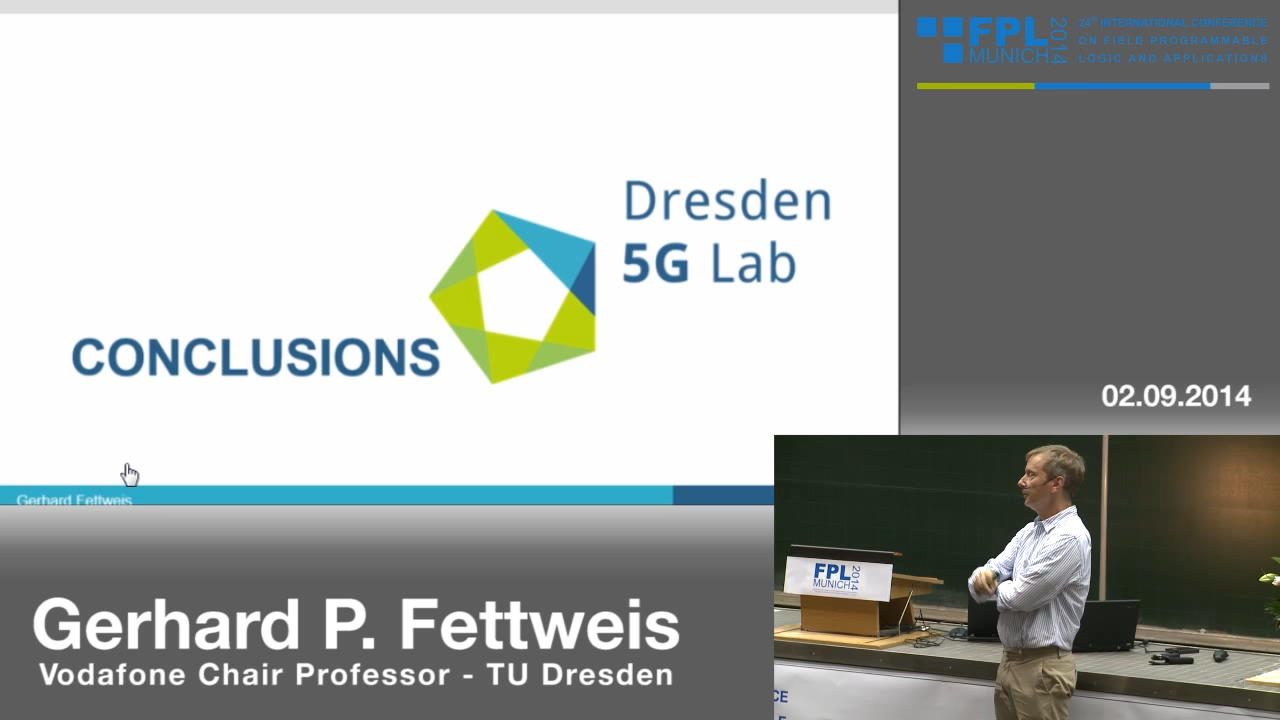 Dresden
5G Lab
CONCLUSIONS
Gerhard Fettweis
FPL
MUNICH
2014
24th INTERNATIONAL CONFERENCE
ON FIELD PROGRAMMABLE
LOGIC AND APPLICATIONS
02.09.2014
FPL
MUNICH
2014
CE
Gerhard P. Fettweis
Vodafone Chair Professor - TU Dresden